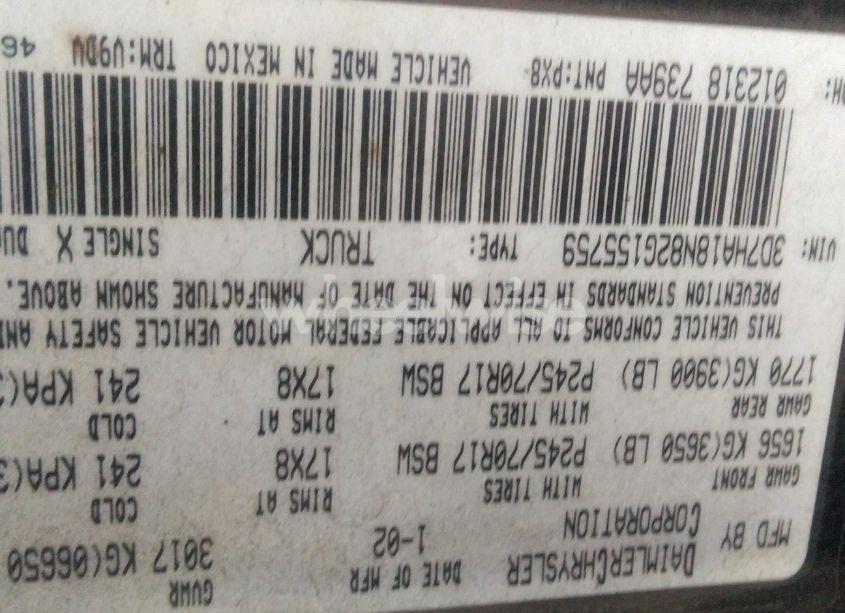 MFD BY DAIMLERCHRYSLER CORPORATION
DATE OF MFR 1-02
GVWR 3017 KG(06650
GAWR FRONT WITH TIRES RIMS AT COLD
1656 KG(3650 LB) P245/70R17 BSW 17X8 241 KPA(3
GAWR REAR WITH TIRES RIMS AT COLD
1770 KG(3900 LB) P245/70R17 BSW 17X8 241 KPA(3
THIS VEHICLE CONFORMS TO ALL APPLICABLE FEDERAL MOTOR VEHICLE SAFETY AND
PREVENTION STANDARDS IN EFFECT ON THE DATE OF MANUFACTURE SHOWN ABOVE.
VIN: 3D7HA18N82G155759 TYPE: TRUCK SINGLE X DU
012318 739AA PNT:PX8 VEHICLE MADE IN MEXICO TRM:V9DV 46